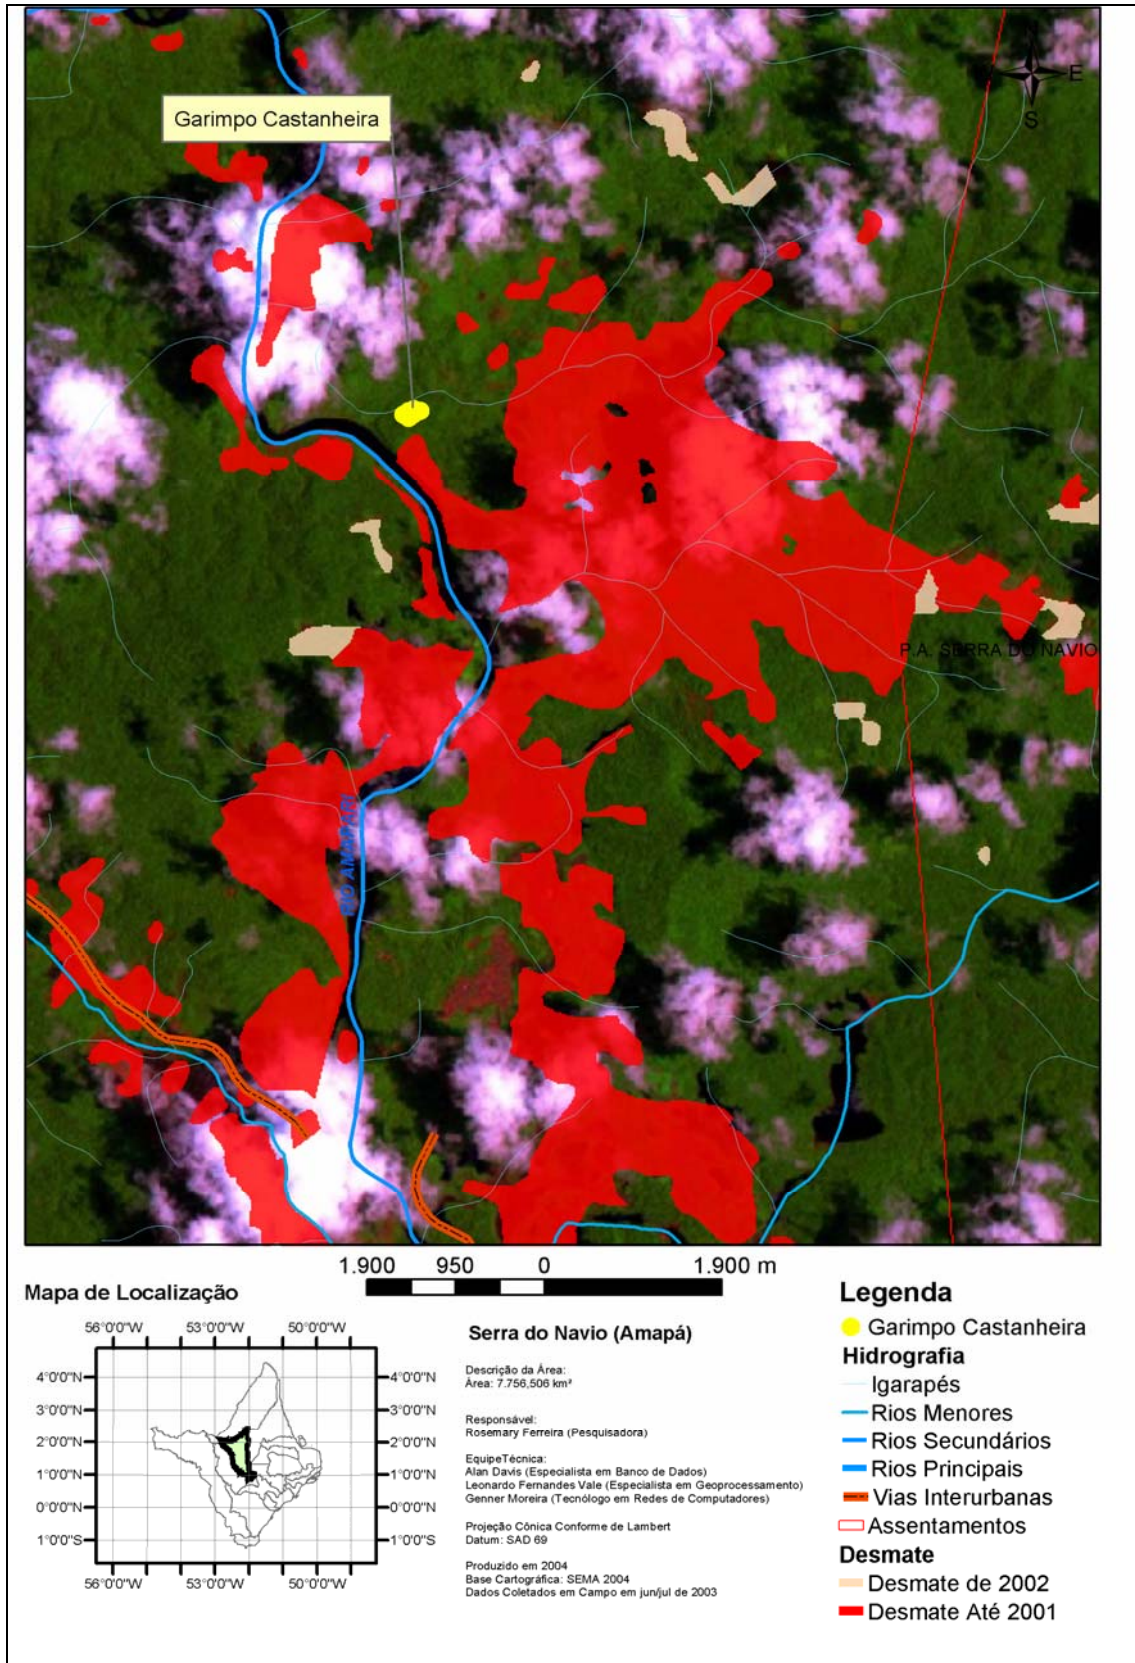 E
S
Garimpo Castanheira
P.A. SERRA DO NAVIO
RIO AMAPARI
1.900 950 0 1.900 m
Mapa de Localização
56°0'0"W 53°0'0"W 50°0'0"W
4°0'0"N 4°0'0"N
3°0'0"N 3°0'0"N
2°0'0"N 2°0'0"N
1°0'0"N 1°0'0"N
0°0'0"N 0°0'0"N
1°0'0"S 1°0'0"S
56°0'0"W 53°0'0"W 50°0'0"W
Serra do Navio (Amapá)
Descrição da Área:
Área: 7.756,506 km²
Responsável:
Rosemary Ferreira (Pesquisadora)
EquipeTécnica:
Alan Davis (Especialista em Banco de Dados)
Leonardo Fernandes Vale (Especialista em Geoprocessamento)
Genner Moreira (Tecnólogo em Redes de Computadores)
Projeção Cônica Conforme de Lambert
Datum: SAD 69
Produzido em 2004
Base Cartográfica: SEMA 2004
Dados Coletados em Campo em jun/jul de 2003
Legenda
Garimpo Castanheira
Hidrografia
Igarapés
Rios Menores
Rios Secundários
Rios Principais
Vias Interurbanas
Assentamentos
Desmate
Desmate de 2002
Desmate Até 2001